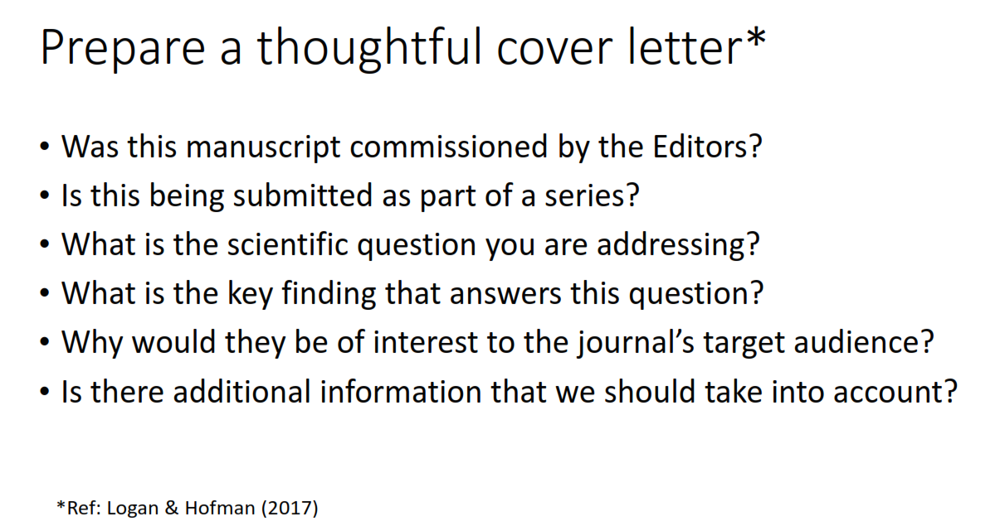 Prepare a thoughtful cover letter*
• Was this manuscript commissioned by the Editors?
• Is this being submitted as part of a series?
• What is the scientific question you are addressing?
• What is the key finding that answers this question?
• Why would they be of interest to the journal’s target audience?
• Is there additional information that we should take into account?
*Ref: Logan & Hofman (2017)